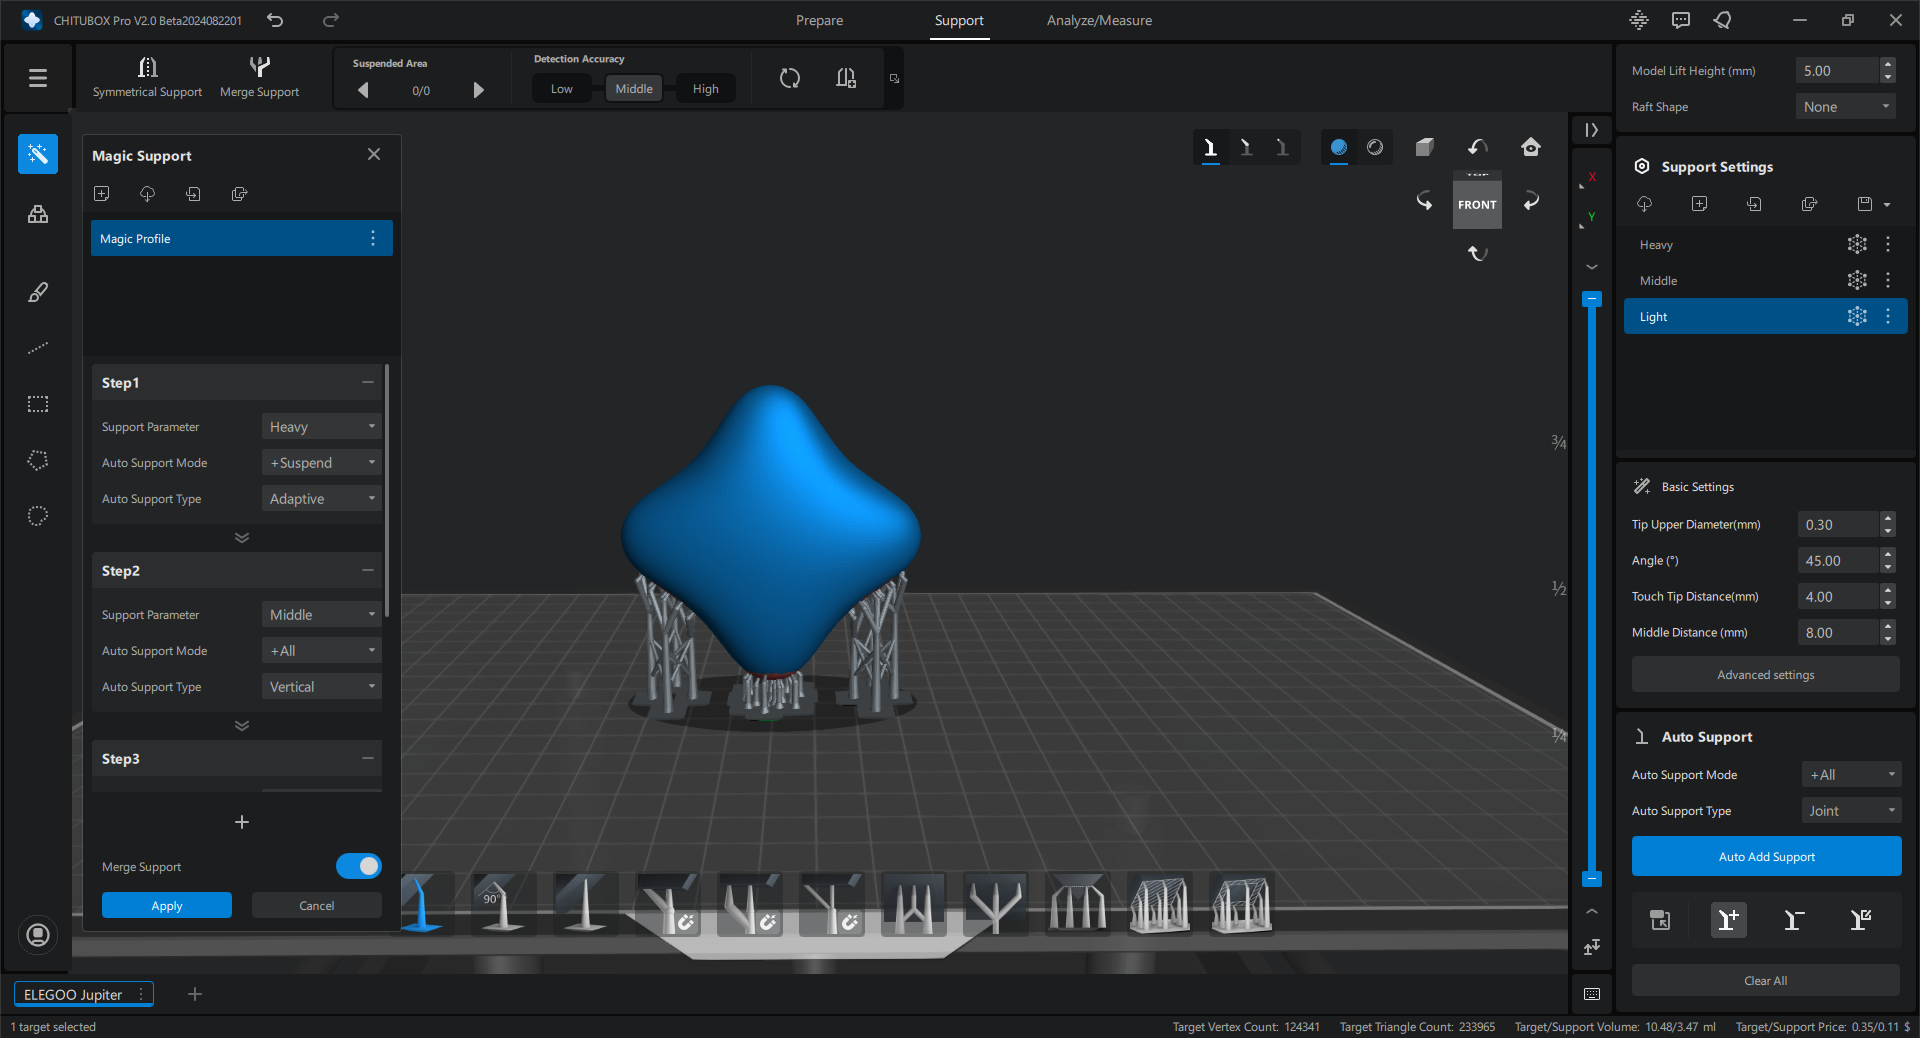 CHITUBOX Pro V2.0 Beta2024082201
Prepare
Support
Analyze/Measure
Symmetrical Support
Merge Support
Suspended Area
0/0
Detection Accuracy
Low
Middle
High
Model Lift Height (mm)
5.00
Raft Shape
None
Magic Support
Magic Profile
Step1
Support Parameter
Heavy
Auto Support Mode
+Suspend
Auto Support Type
Adaptive
Step2
Support Parameter
Middle
Auto Support Mode
+All
Auto Support Type
Vertical
Step3
Merge Support
Apply
Cancel
TOP
FRONT
X
Y
3/4
1/2
1/4
90°
Support Settings
Heavy
Middle
Light
Basic Settings
Tip Upper Diameter(mm)
0.30
Angle (°)
45.00
Touch Tip Distance(mm)
4.00
Middle Distance (mm)
8.00
Advanced settings
Auto Support
Auto Support Mode
+All
Auto Support Type
Joint
Auto Add Support
Clear All
ELEGOO Jupiter
1 target selected
Target Vertex Count: 124341
Target Triangle Count: 233965
Target/Support Volume: 10.48/3.47 ml
Target/Support Price: 0.35/0.11 $